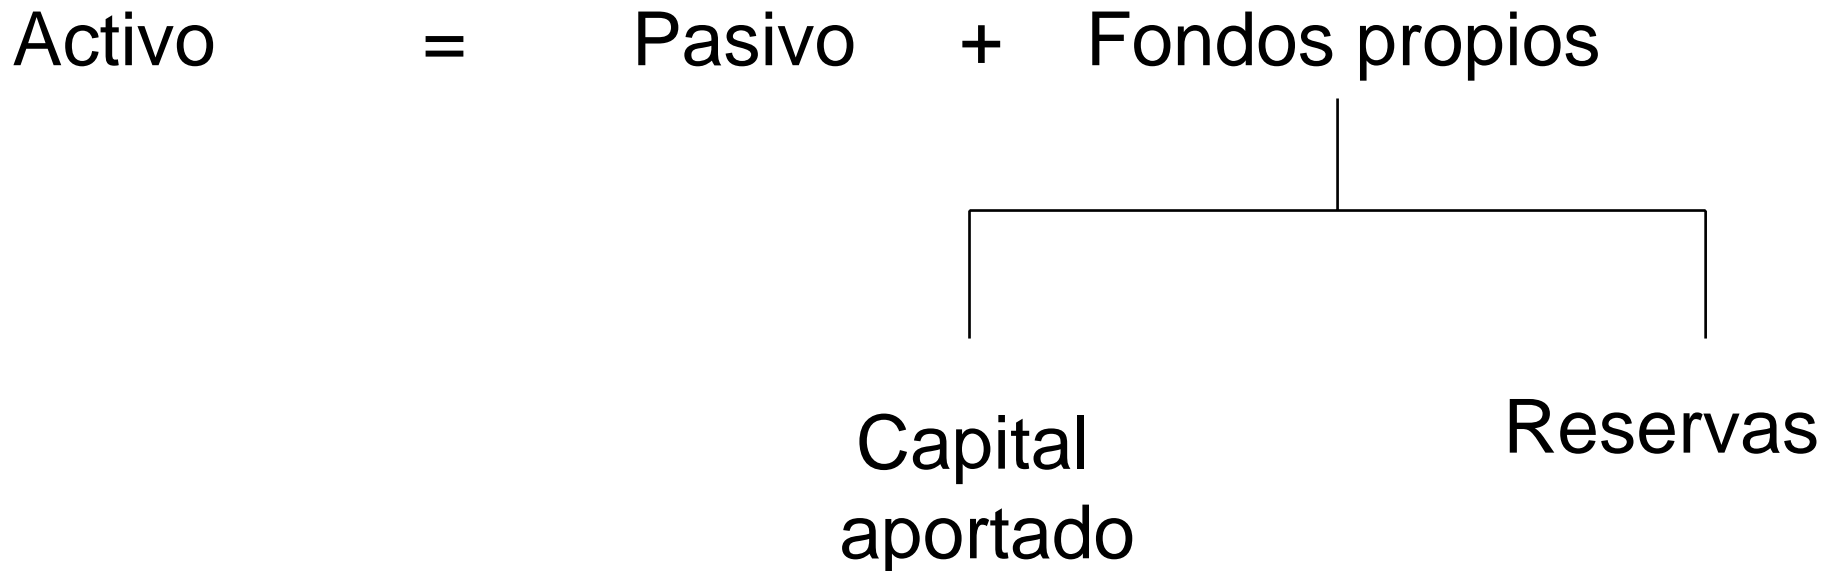 Activo = Pasivo + Fondos propios
Capital
aportado
Reservas